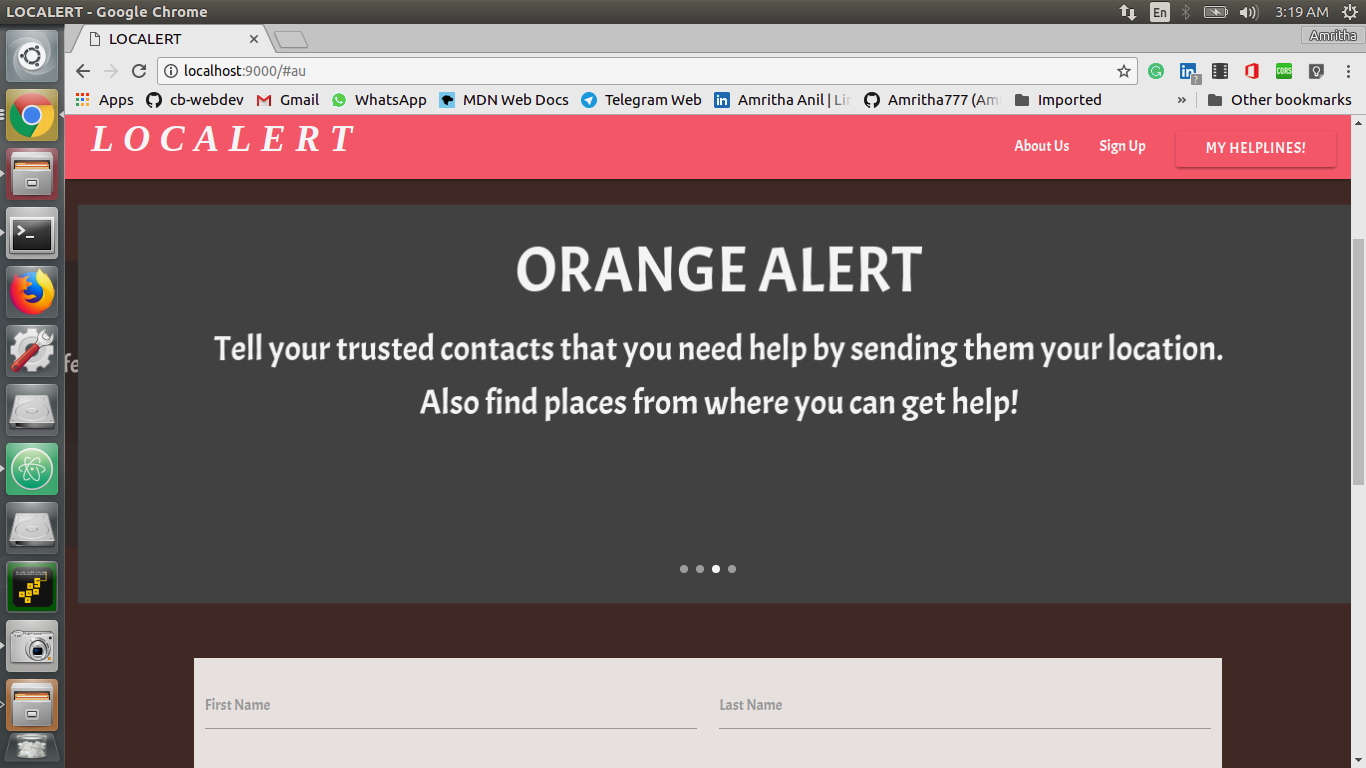 LOCALERT - Google Chrome
En
3:19 AM
LOCALERT
Amritha
localhost:9000/#au
CORS
Apps
cb-webdev
Gmail
WhatsApp
MDN Web Docs
Telegram Web
Amritha Anil | Lin
Amritha777 (Am
Imported
»
Other bookmarks
LOCALERT
About Us
Sign Up
MY HELPLINES!
ORANGE ALERT
fe
Tell your trusted contacts that you need help by sending them your location.
Also find places from where you can get help!
First Name
Last Name